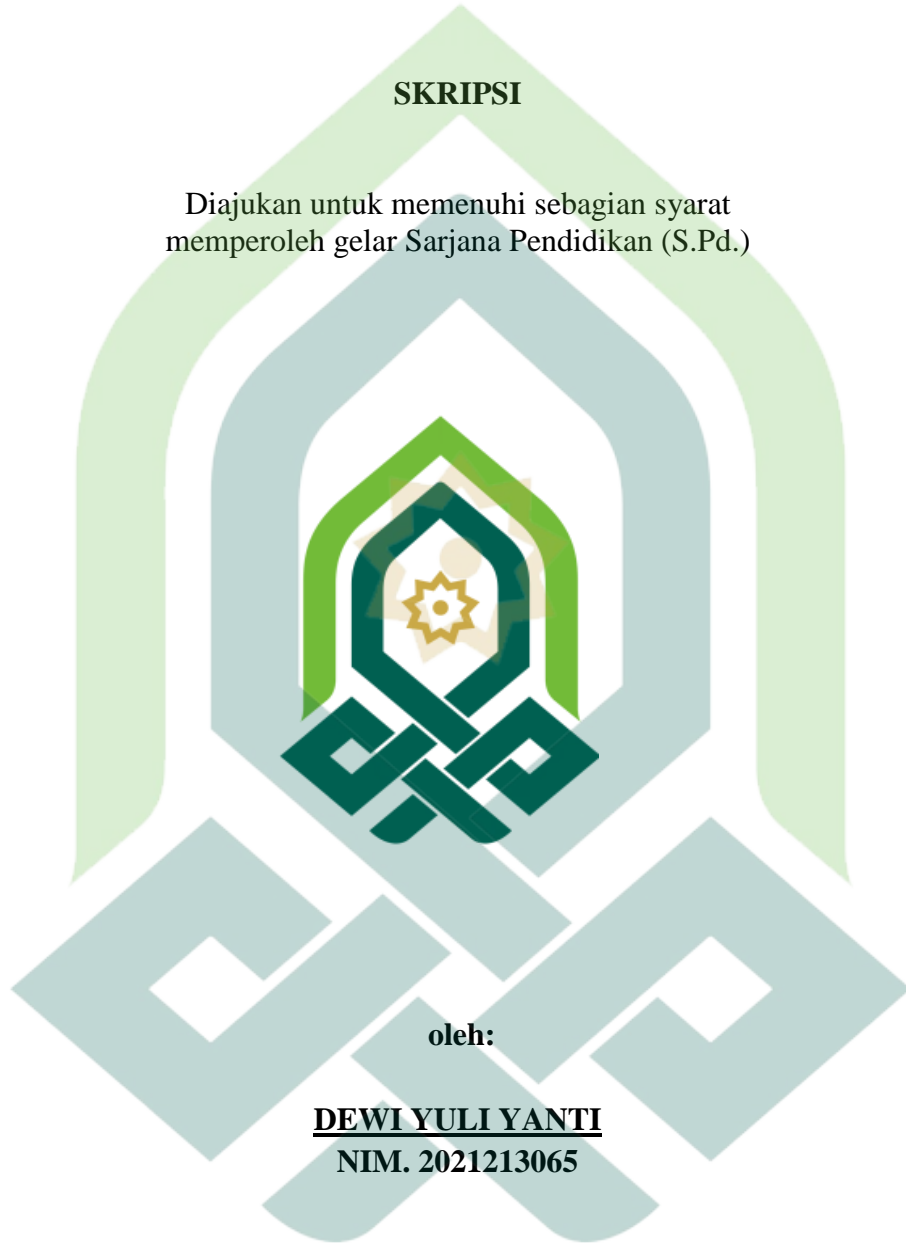 SKRIPSI
Diajukan untuk memenuhi sebagian syarat
memperoleh gelar Sarjana Pendidikan (S.Pd.)
oleh:
DEWI YULI YANTI
NIM. 2021213065